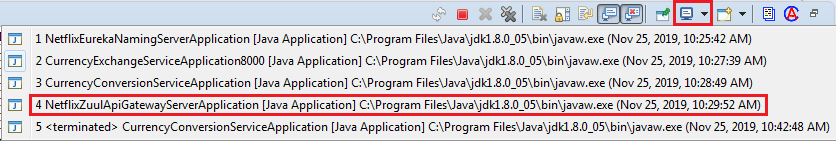 1 NetflixEurekaNamingServerApplication [Java Application] C:\Program Files\Java\jdk1.8.0_05\bin\javaw.exe (Nov 25, 2019, 10:25:42 AM)
2 CurrencyExchangeServiceApplication8000 [Java Application] C:\Program Files\Java\jdk1.8.0_05\bin\javaw.exe (Nov 25, 2019, 10:27:39 AM)
3 CurrencyConversionServiceApplication [Java Application] C:\Program Files\Java\jdk1.8.0_05\bin\javaw.exe (Nov 25, 2019, 10:28:49 AM)
4 NetflixZuulApiGatewayServerApplication [Java Application] C:\Program Files\Java\jdk1.8.0_05\bin\javaw.exe (Nov 25, 2019, 10:29:52 AM)
5 <terminated> CurrencyConversionServiceApplication [Java Application] C:\Program Files\Java\jdk1.8.0_05\bin\javaw.exe (Nov 25, 2019, 10:42:48 AM)